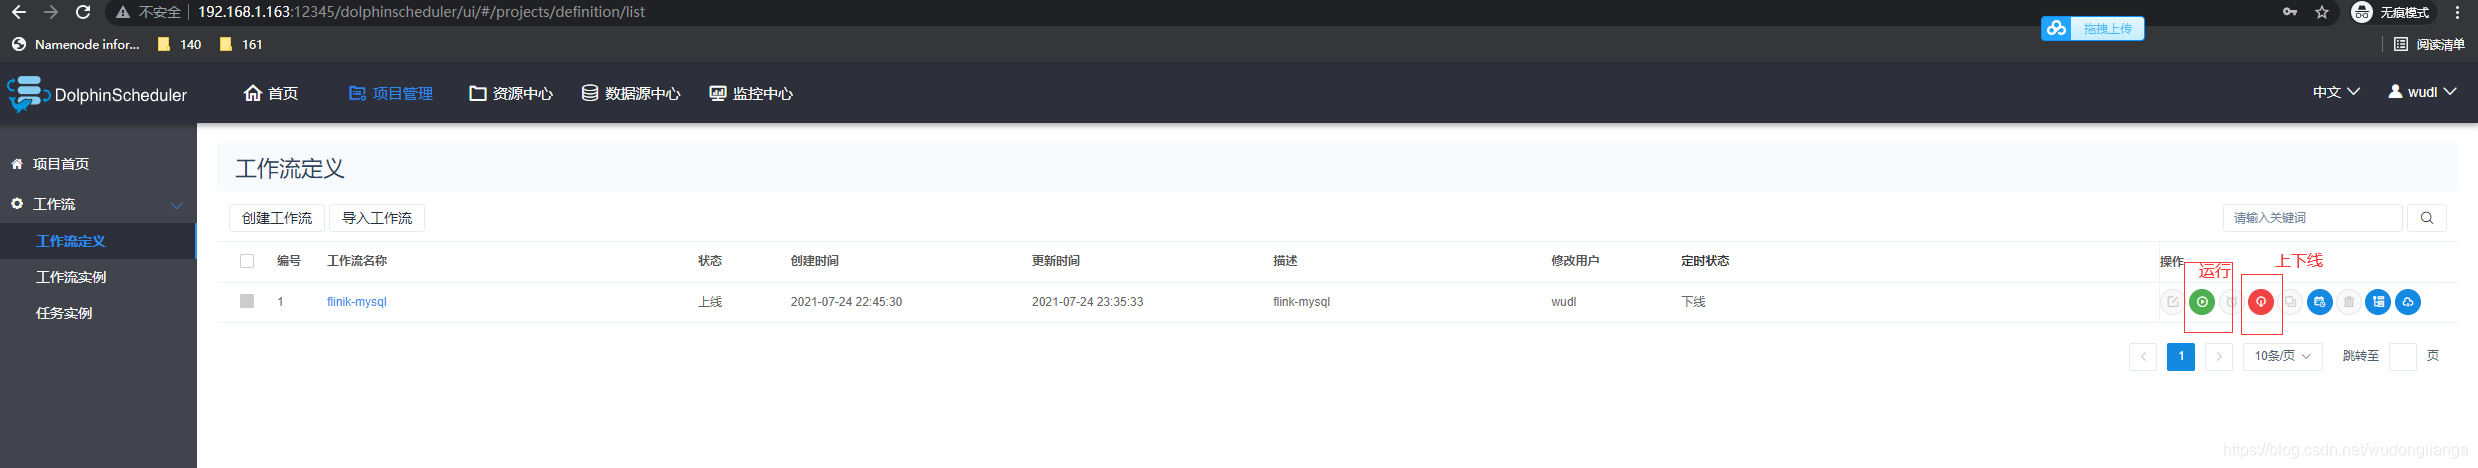 不安全 192.168.1.163:12345/dolphinscheduler/ui/#/projects/definition/list
无痕模式
拖拽上传
Namenode infor... 140 161
阅读清单
DolphinScheduler 首页 项目管理 资源中心 数据源中心 监控中心 中文 wudl
项目首页
工作流
工作流定义
工作流实例
任务实例
工作流定义
创建工作流 导入工作流 请输入关键词
编号 工作流名称 状态 创建时间 更新时间 描述 修改用户 定时状态 操作
运行 上下线
1 flinik-mysql 上线 2021-07-24 22:45:30 2021-07-24 23:35:33 flink-mysql wudl 下线
1 10条/页 跳转至 页
https://blog.csdn.net/wudonglianga